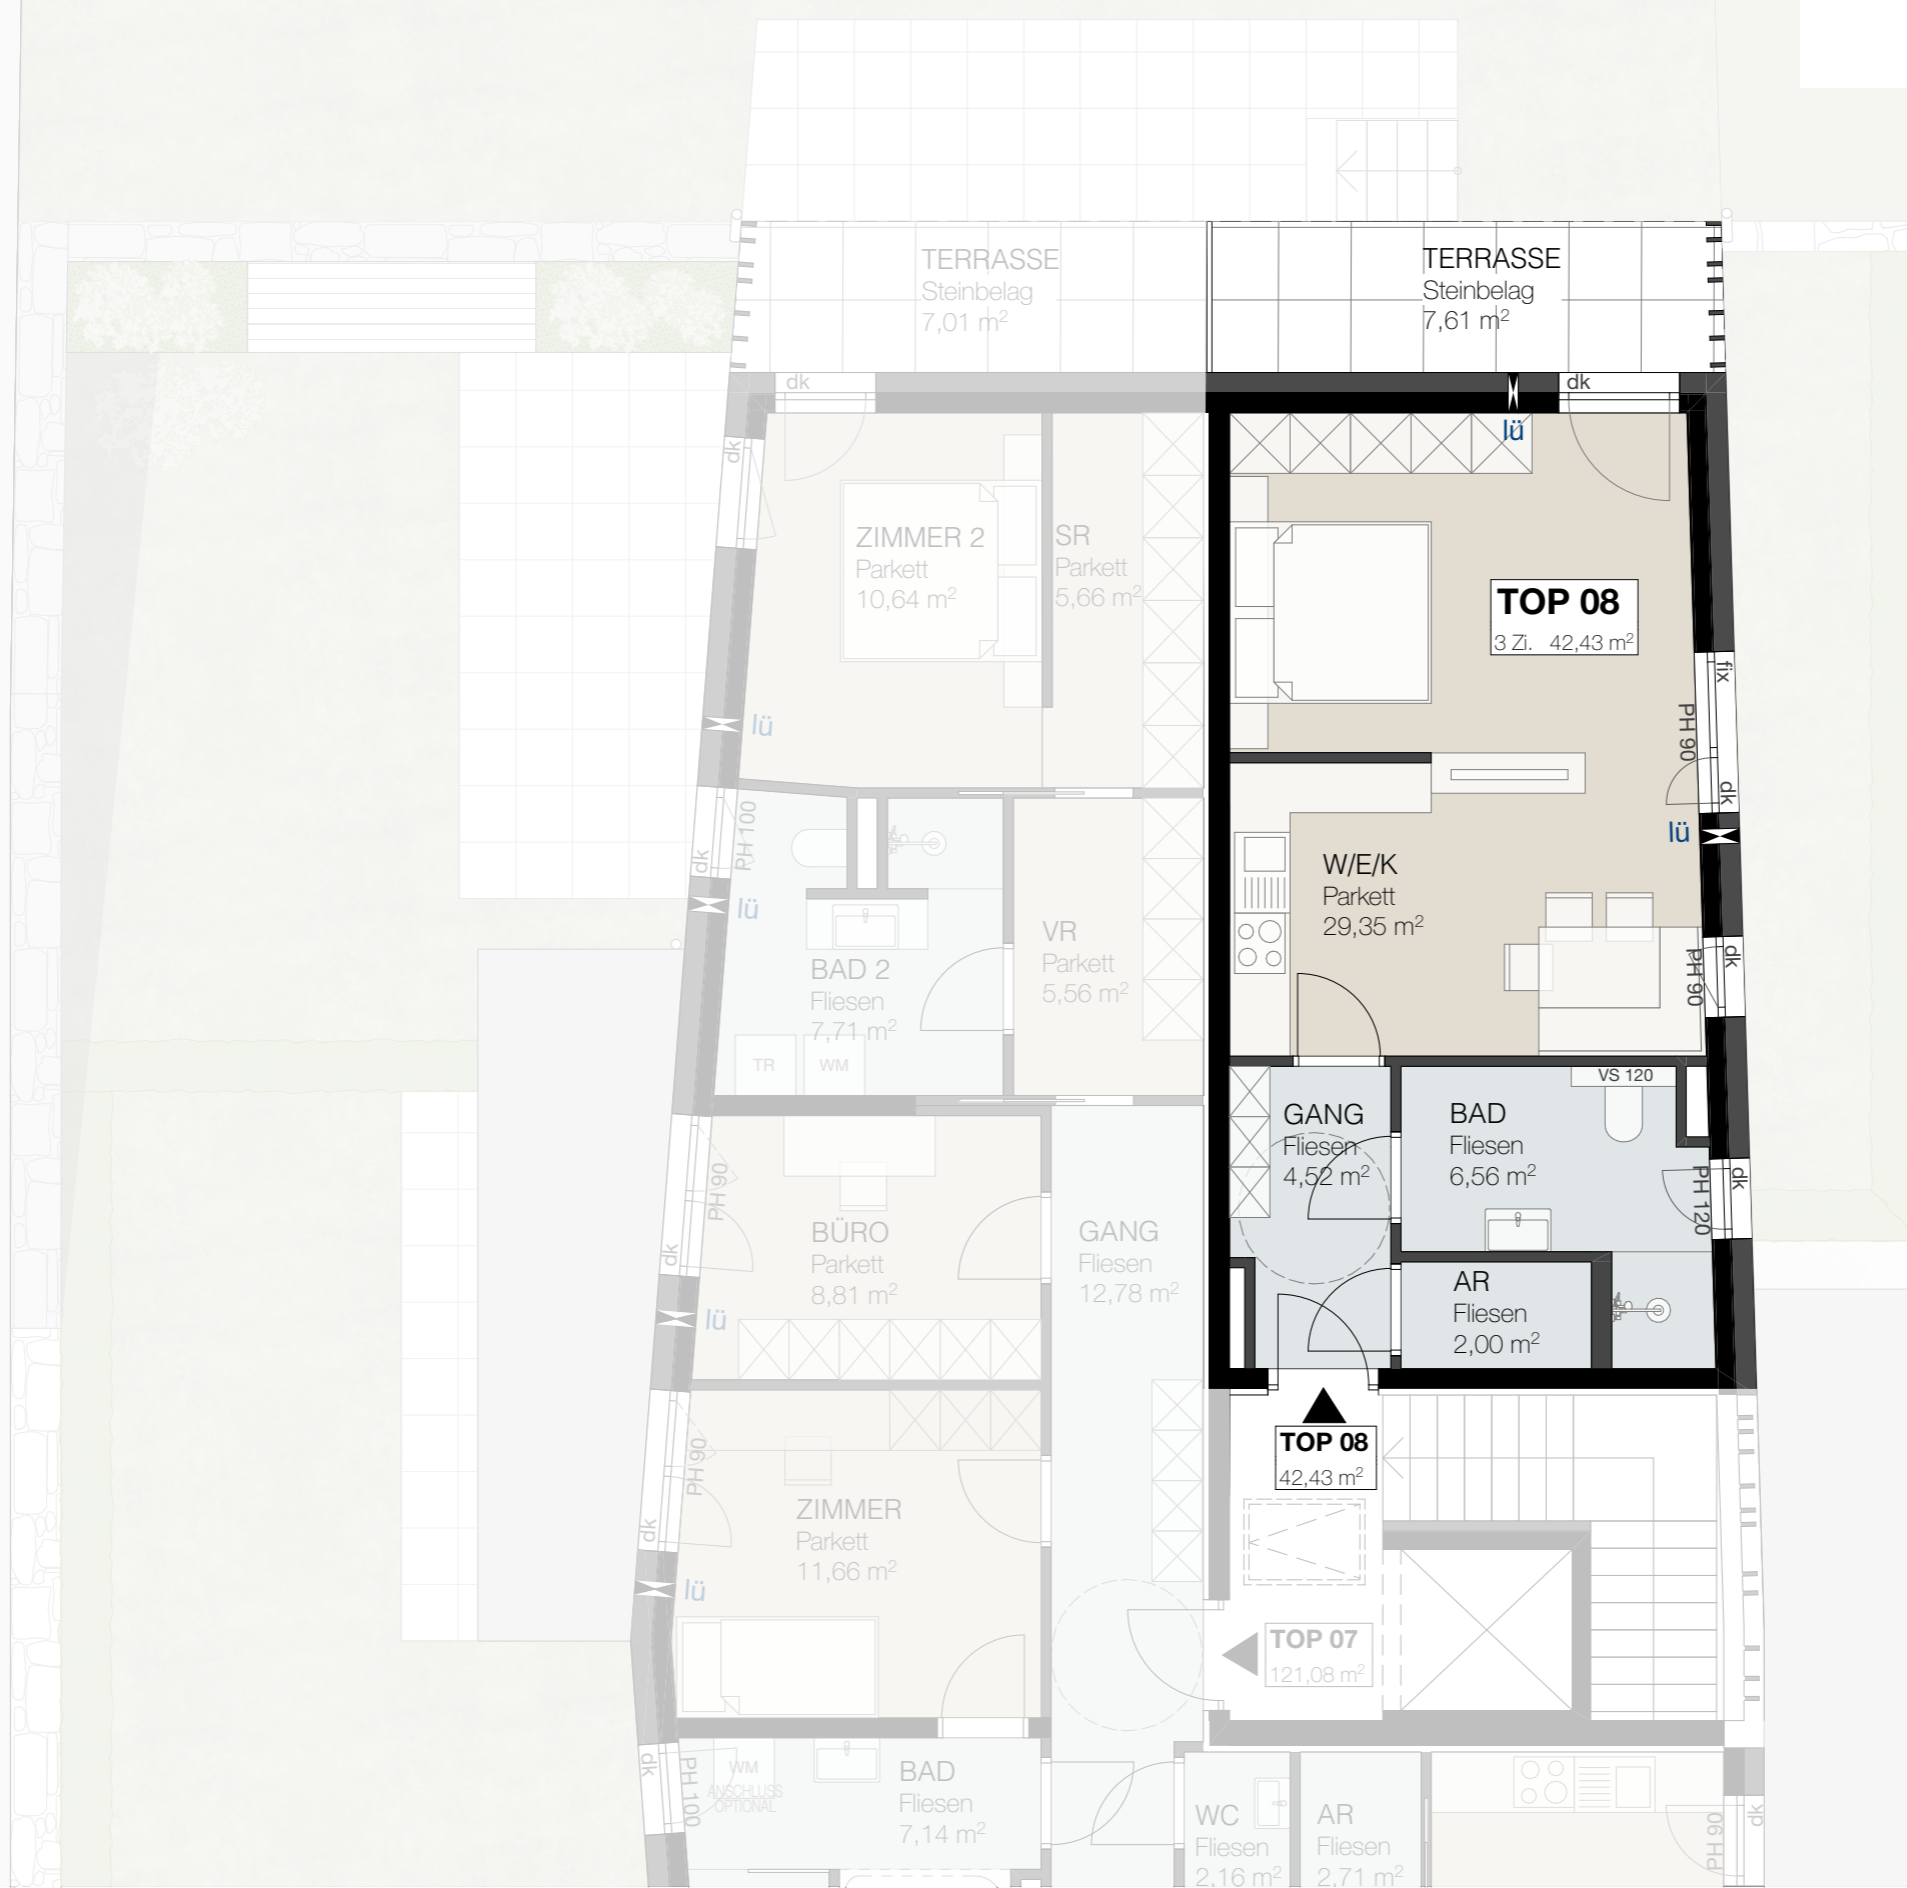 TERRASSE
Steinbelag
7,01 m²
TERRASSE
Steinbelag
7,61 m²
dk
dk
lü
dk
ZIMMER 2
Parkett
10,64 m²
SR
Parkett
5,66 m²
TOP 08
3 Zi. 42,43 m²
fix
PH 90
dk
lü
lü
dk
PH 100
lü
W/E/K
Parkett
29,35 m²
VR
Parkett
5,56 m²
BAD 2
Fliesen
7,71 m²
TR
WM
dk
PH 90
VS 120
GANG
Fliesen
4,52 m²
BAD
Fliesen
6,56 m²
dk
PH 120
PH 90
dk
BÜRO
Parkett
8,81 m²
GANG
Fliesen
12,78 m²
AR
Fliesen
2,00 m²
lü
TOP 08
42,43 m²
PH 90
dk
ZIMMER
Parkett
11,66 m²
lü
TOP 07
121,08 m²
dk
PH 100
WM
ANSCHLUSS
OPTIONAL
BAD
Fliesen
7,14 m²
WC
Fliesen
2,16 m²
AR
Fliesen
2,71 m²
PH 90
dk